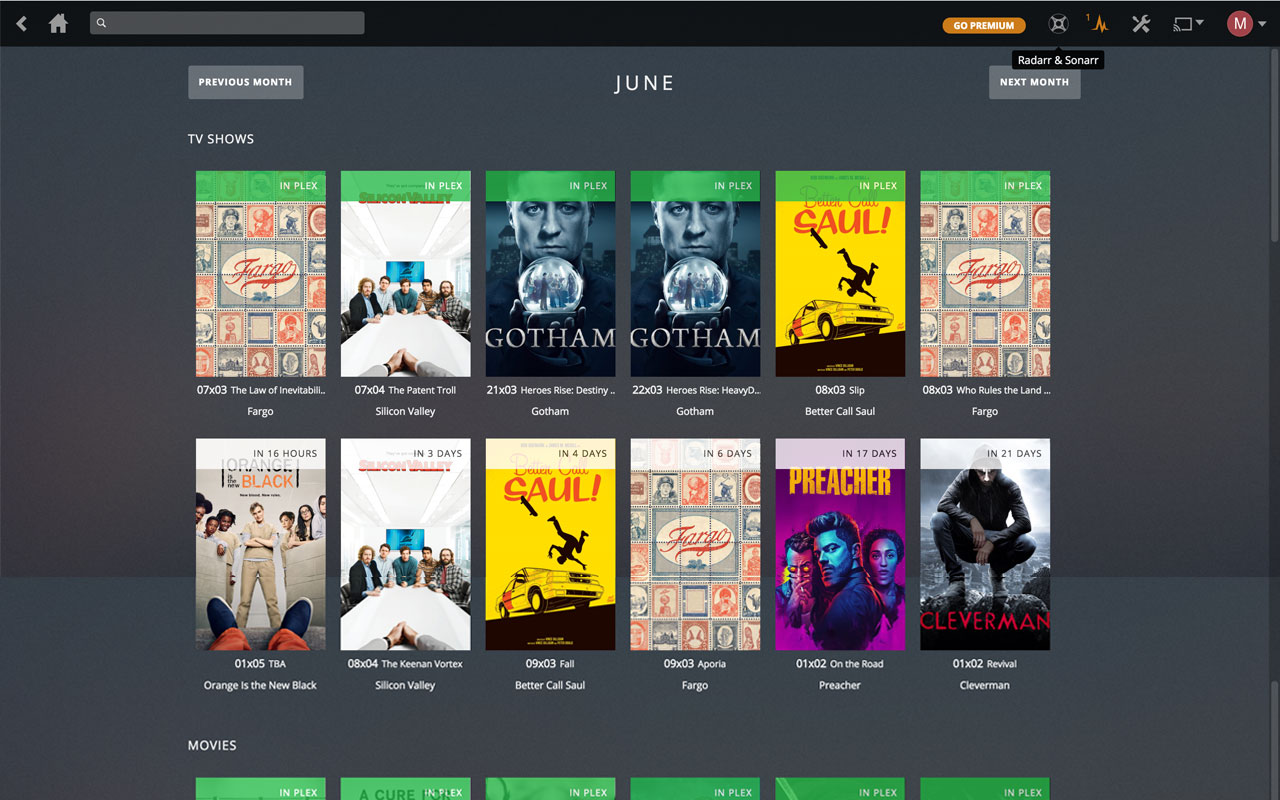 GO PREMIUM
1
M
Radarr & Sonarr
PREVIOUS MONTH
JUNE
NEXT MONTH
TV SHOWS
IN PLEX
IN PLEX
IN PLEX
IN PLEX
IN PLEX
IN PLEX
SILICON VALLEY
Better Call
SAUL!
Fargo
GOTHAM
GOTHAM
Fargo
07x03 The Law of Inevitabili..
07x04 The Patent Troll
21x03 Heroes Rise: Destiny ..
22x03 Heroes Rise: HeavyD..
08x03 Slip
08x03 Who Rules the Land ...
Fargo
Silicon Valley
Gotham
Gotham
Better Call Saul
Fargo
IN 16 HOURS
IN 3 DAYS
IN 4 DAYS
IN 6 DAYS
IN 17 DAYS
IN 21 DAYS
ORANGE
is the new BLACK
New blood. New rules.
SILICON VALLEY
Better Call
SAUL!
Fargo
PREACHER
CLEVERMAN
01x05 TBA
08x04 The Keenan Vortex
09x03 Fall
09x03 Aporia
01x02 On the Road
01x02 Revival
Orange Is the New Black
Silicon Valley
Better Call Saul
Fargo
Preacher
Cleverman
MOVIES
IN PLEX
IN PLEX
IN PLEX
IN PLEX
IN PLEX
IN PLEX
A CURE FOR